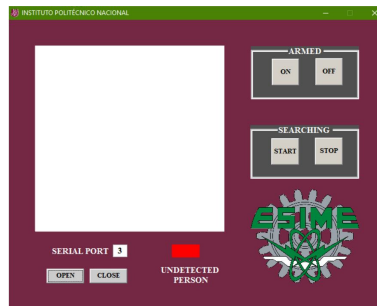 INSTITUTO POLITÉCNICO NACIONAL
ARMED
ON OFF
SEARCHING
START STOP
ESIME
SERIAL PORT 3
OPEN CLOSE
UNDETECTED
PERSON